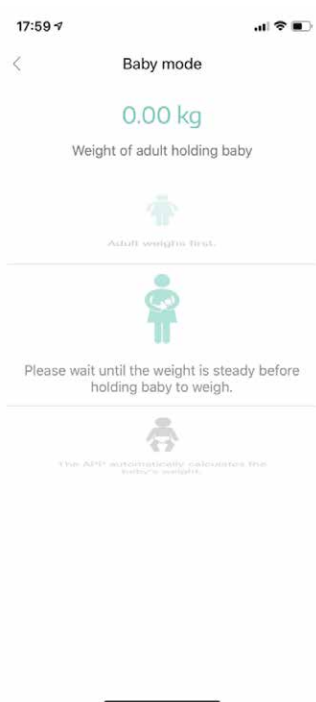 17:59
Baby mode
0.00 kg
Weight of adult holding baby
Adult weighs first.
Please wait until the weight is steady before
holding baby to weigh.
The APP automatically calculates the
baby's weight.